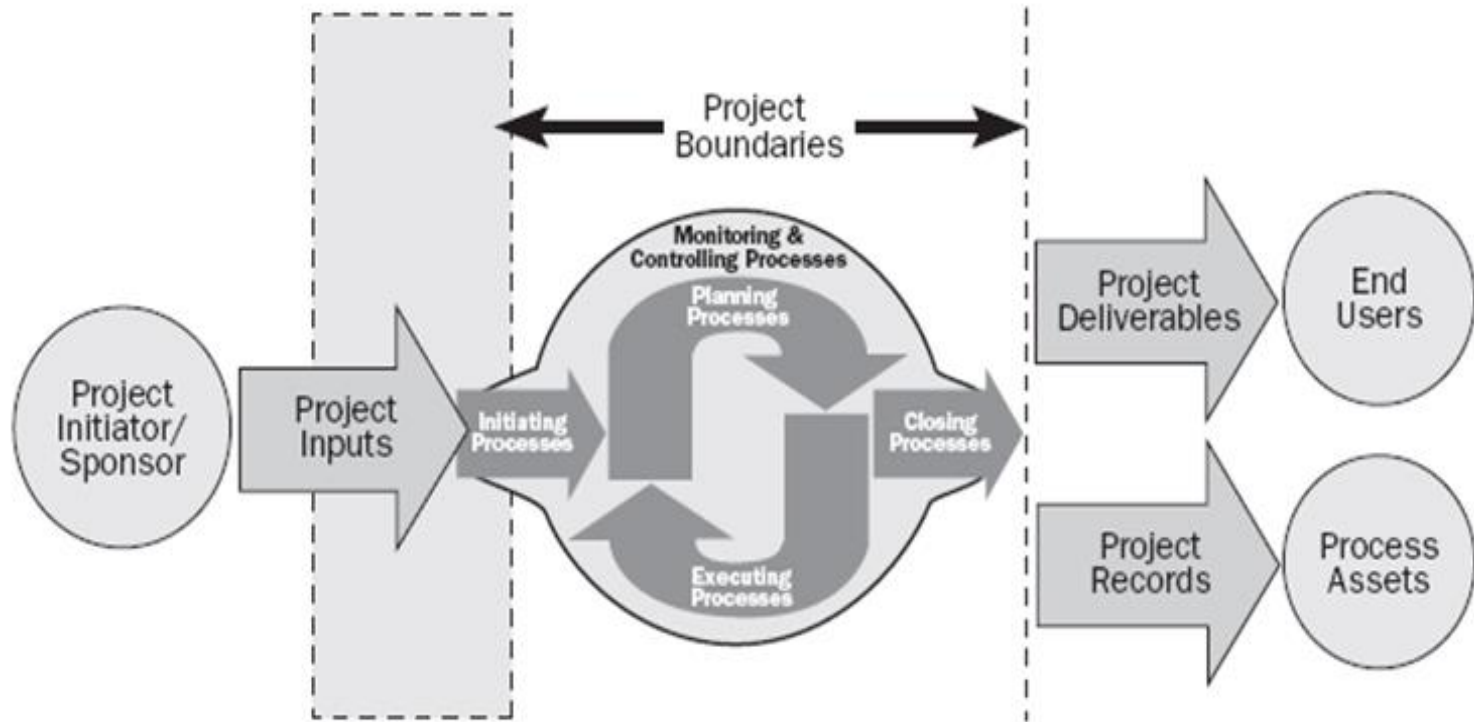 Project
Boundaries
Monitoring &
Controlling Processes
Planning
Processes
Project
Initiator/
Sponsor
Project
Inputs
Initiating
Processes
Closing
Processes
Executing
Processes
Project
Deliverables
End
Users
Project
Records
Process
Assets